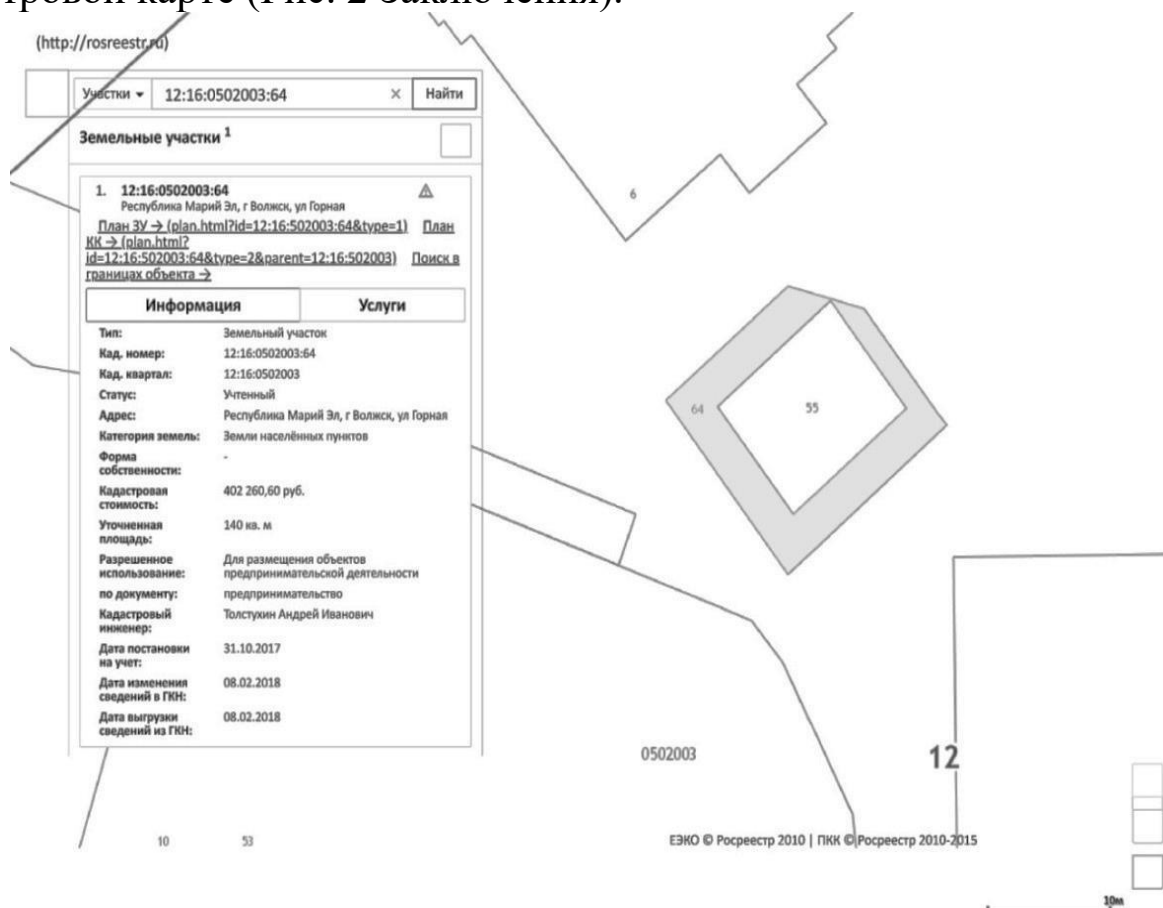 тровой карте (Рис. 2 Заключения).
(http://rosreestr.ru)
Участки 12:16:0502003:64 × Найти
Земельные участки 1
1. 12:16:0502003:64
Республика Марий Эл, г Волжск, ул Горная
План ЗУ → (plan.html?id=12:16:502003:64&type=1) План
КК → (plan.html?
id=12:16:502003:64&type=2&parent=12:16:502003) Поиск в
границах объекта →
Информация Услуги
Тип: Земельный участок
Кад. номер: 12:16:0502003:64
Кад. квартал: 12:16:0502003
Статус: Учтенный
Адрес: Республика Марий Эл, г Волжск, ул Горная
Категория земель: Земли населённых пунктов
Форма
собственности: -
Кадастровая
стоимость: 402 260,60 руб.
Уточненная
площадь: 140 кв. м
Разрешенное
использование: Для размещения объектов
предпринимательской деятельности
по документу: предпринимательство
Кадастровый
инженер: Толстухин Андрей Иванович
Дата постановки
на учет: 31.10.2017
Дата изменения
сведений в ГКН: 08.02.2018
Дата выгрузки
сведений из ГКН: 08.02.2018
6
64
55
0502003
12
10
53
ЕЭКО © Росреестр 2010 | ПКК © Росреестр 2010-2015
10м